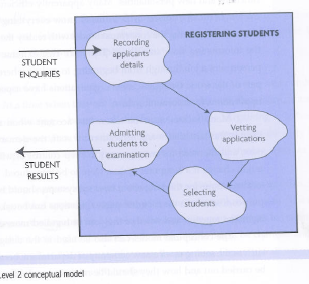 REGISTERING STUDENTS
Recording
applicants'
details
STUDENT
ENQUIRIES
Vetting
applications
Admitting
students to
examination
STUDENT
RESULTS
Selecting
students
Level 2 conceptual model